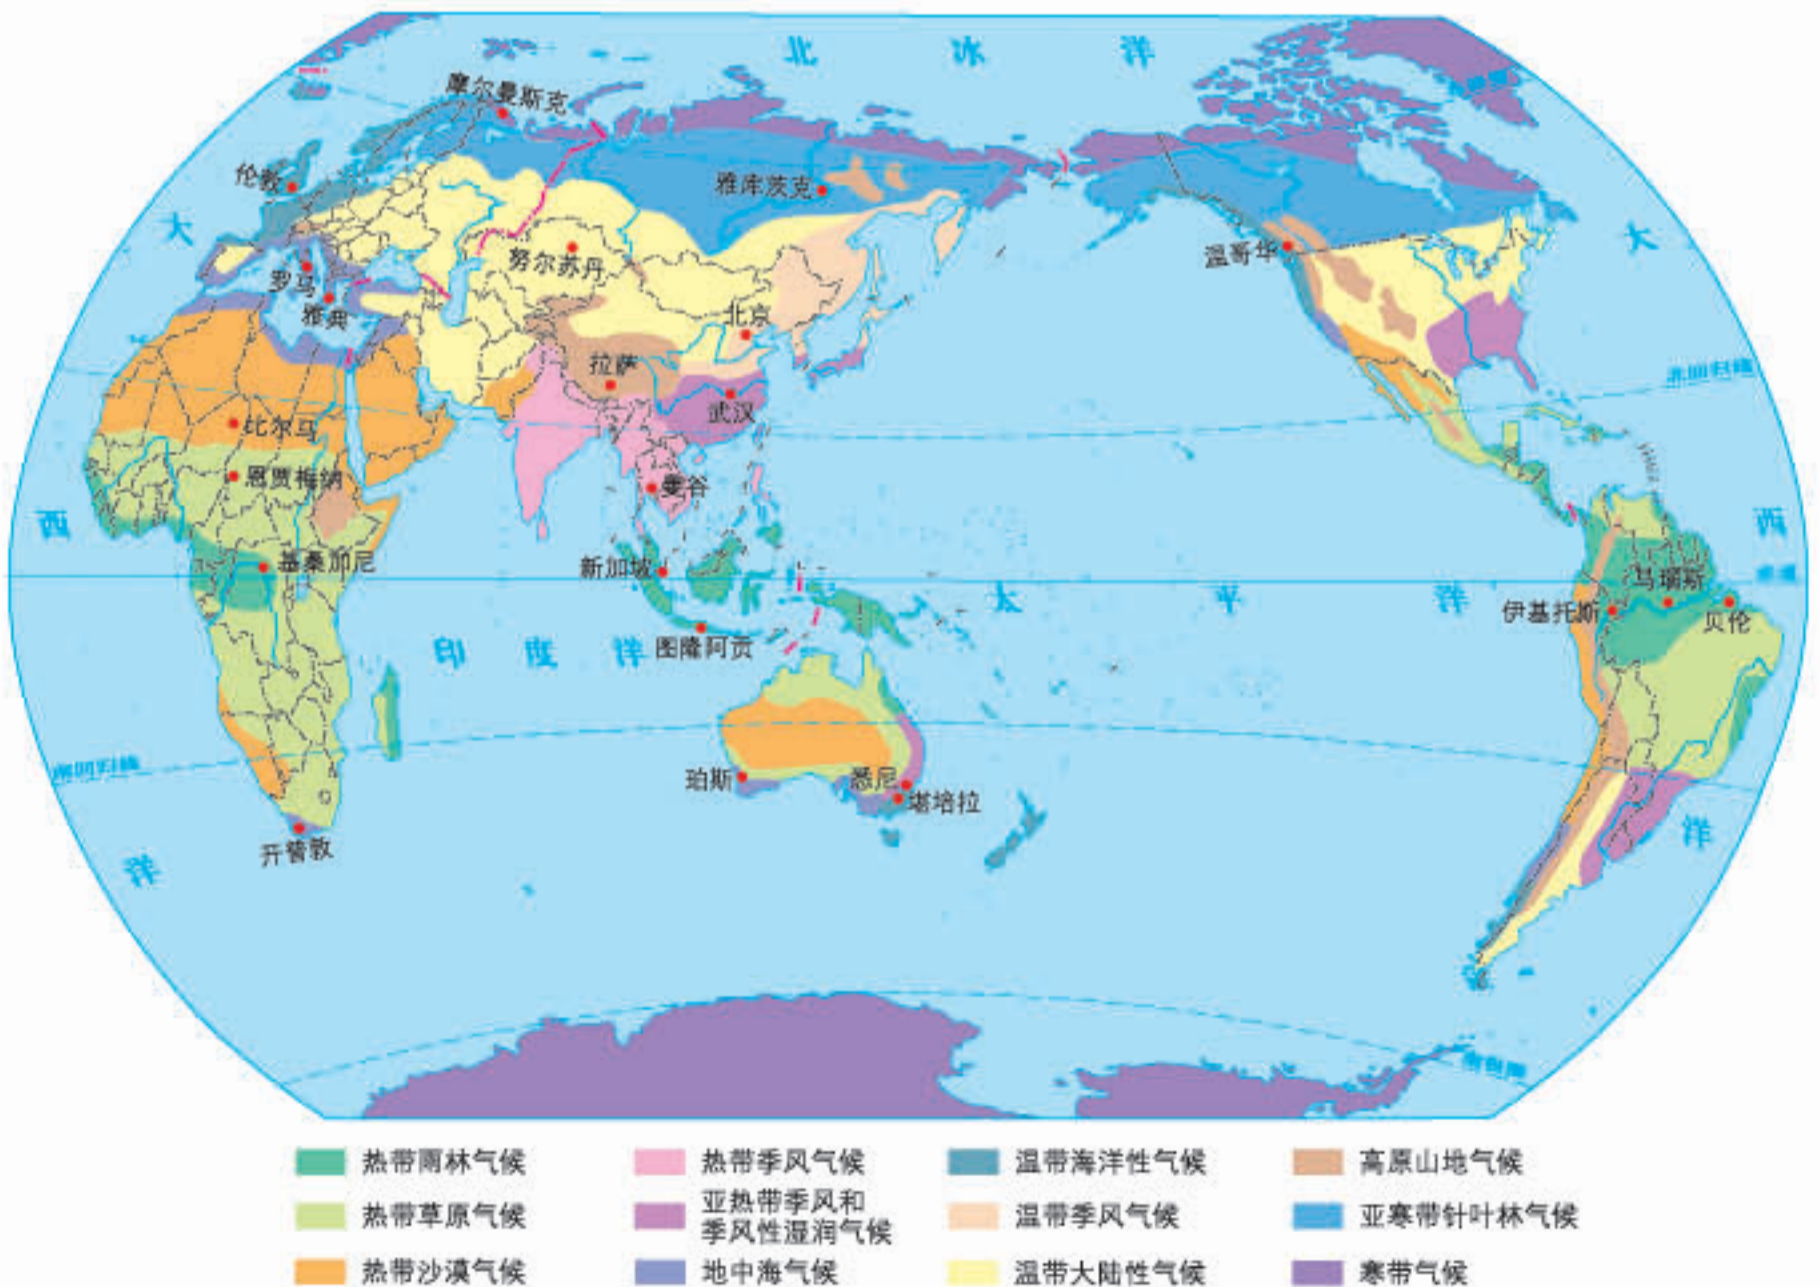 北 冰 洋
摩尔曼斯克
伦敦
雅库茨克
大
大
温哥华
努尔苏丹
罗马
雅典
北京
拉萨
武汉
北回归线
比尔马
恩贾梅纳
曼谷
西
西
基桑加尼
新加坡
太 平 洋
马瑙斯
伊基托斯
贝伦
印 度 洋
图隆阿贡
南回归线
珀斯
悉尼
堪培拉
开普敦
洋
洋
热带雨林气候
热带季风气候
温带海洋性气候
高原山地气候
热带草原气候
亚热带季风和
季风性湿润气候
温带季风气候
亚寒带针叶林气候
热带沙漠气候
地中海气候
温带大陆性气候
寒带气候